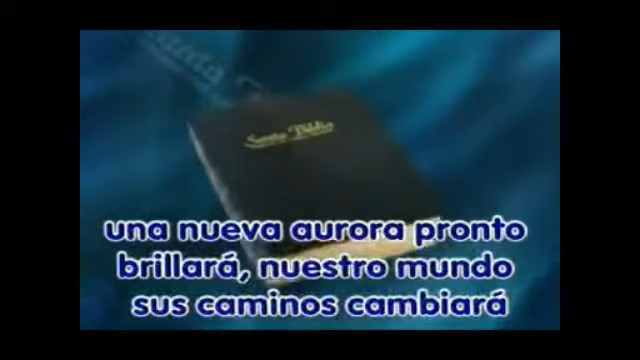 Santa Biblia
una nueva aurora pronto
brillará, nuestro mundo
sus caminos cambiará